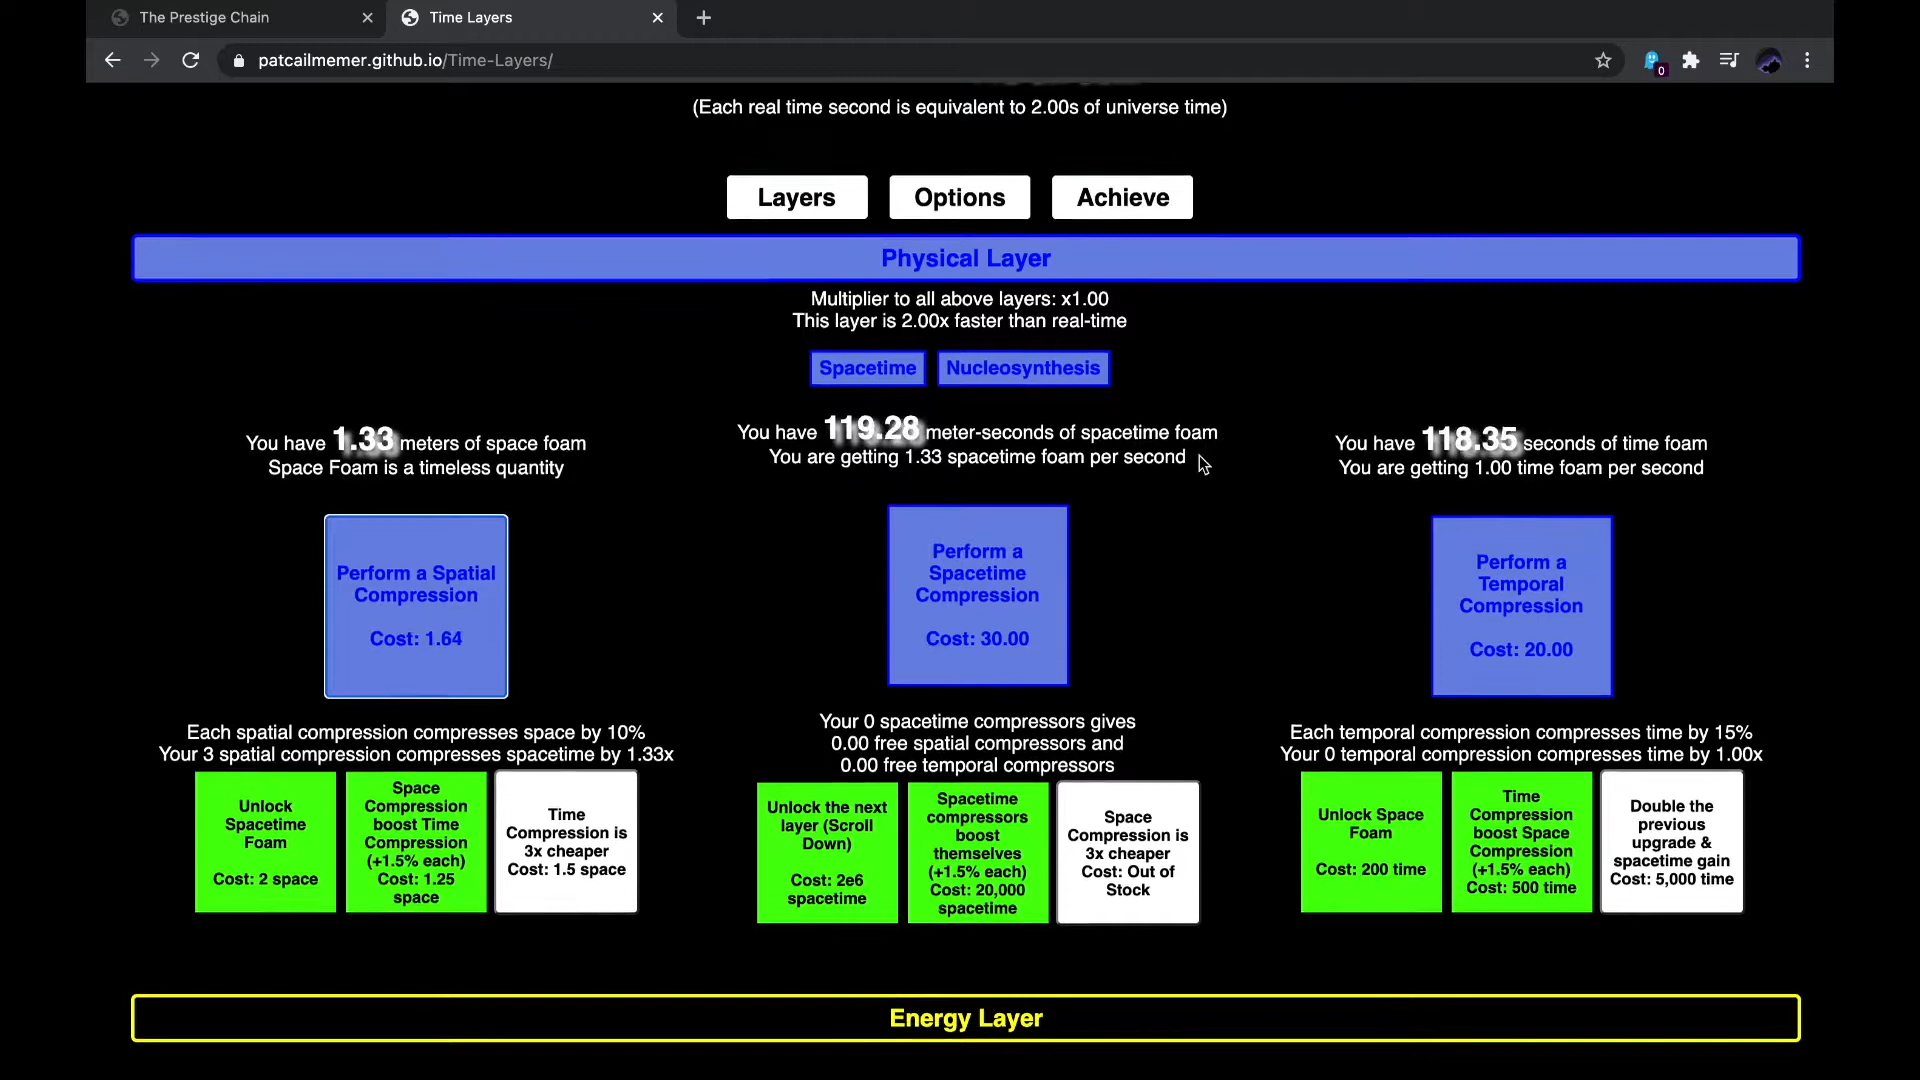 The Prestige Chain
Time Layers
patcailmemer.github.io/Time-Layers/
0
(Each real time second is equivalent to 2.00s of universe time)
Layers
Options
Achieve
Physical Layer
Multiplier to all above layers: x1.00
This layer is 2.00x faster than real-time
Spacetime
Nucleosynthesis
You have 1.33 meters of space foam
Space Foam is a timeless quantity
Perform a Spatial
Compression
Cost: 1.64
Each spatial compression compresses space by 10%
Your 3 spatial compression compresses spacetime by 1.33x
Unlock
Spacetime
Foam
Cost: 2 space
Space
Compression
boost Time
Compression
(+1.5% each)
Cost: 1.25
space
Time
Compression is
3x cheaper
Cost: 1.5 space
You have 119.28 meter-seconds of spacetime foam
You are getting 1.33 spacetime foam per second
Perform a
Spacetime
Compression
Cost: 30.00
Your 0 spacetime compressors gives
0.00 free spatial compressors and
0.00 free temporal compressors
Unlock the next
layer (Scroll
Down)
Cost: 2e6
spacetime
Spacetime
compressors
boost
themselves
(+1.5% each)
Cost: 20,000
spacetime
Space
Compression is
3x cheaper
Cost: Out of
Stock
You have 118.35 seconds of time foam
You are getting 1.00 time foam per second
Perform a
Temporal
Compression
Cost: 20.00
Each temporal compression compresses time by 15%
Your 0 temporal compression compresses time by 1.00x
Unlock Space
Foam
Cost: 200 time
Time
Compression
boost Space
Compression
(+1.5% each)
Cost: 500 time
Double the
previous
upgrade &
spacetime gain
Cost: 5,000 time
Energy Layer